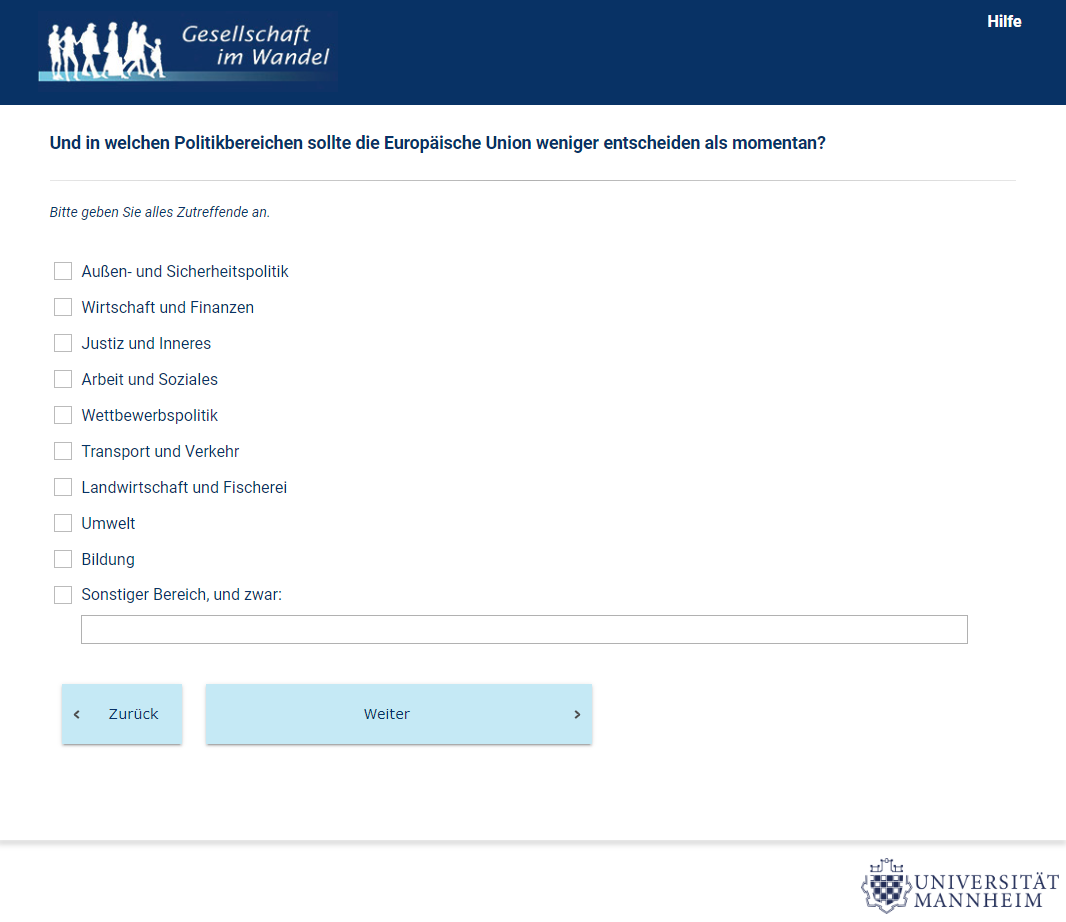 Gesellschaft
im Wandel
Hilfe
Und in welchen Politikbereichen sollte die Europäische Union weniger entscheiden als momentan?
Bitte geben Sie alles Zutreffende an.
Außen- und Sicherheitspolitik
Wirtschaft und Finanzen
Justiz und Inneres
Arbeit und Soziales
Wettbewerbspolitik
Transport und Verkehr
Landwirtschaft und Fischerei
Umwelt
Bildung
Sonstiger Bereich, und zwar:
Zurück
Weiter
UNIVERSITÄT
MANNHEIM